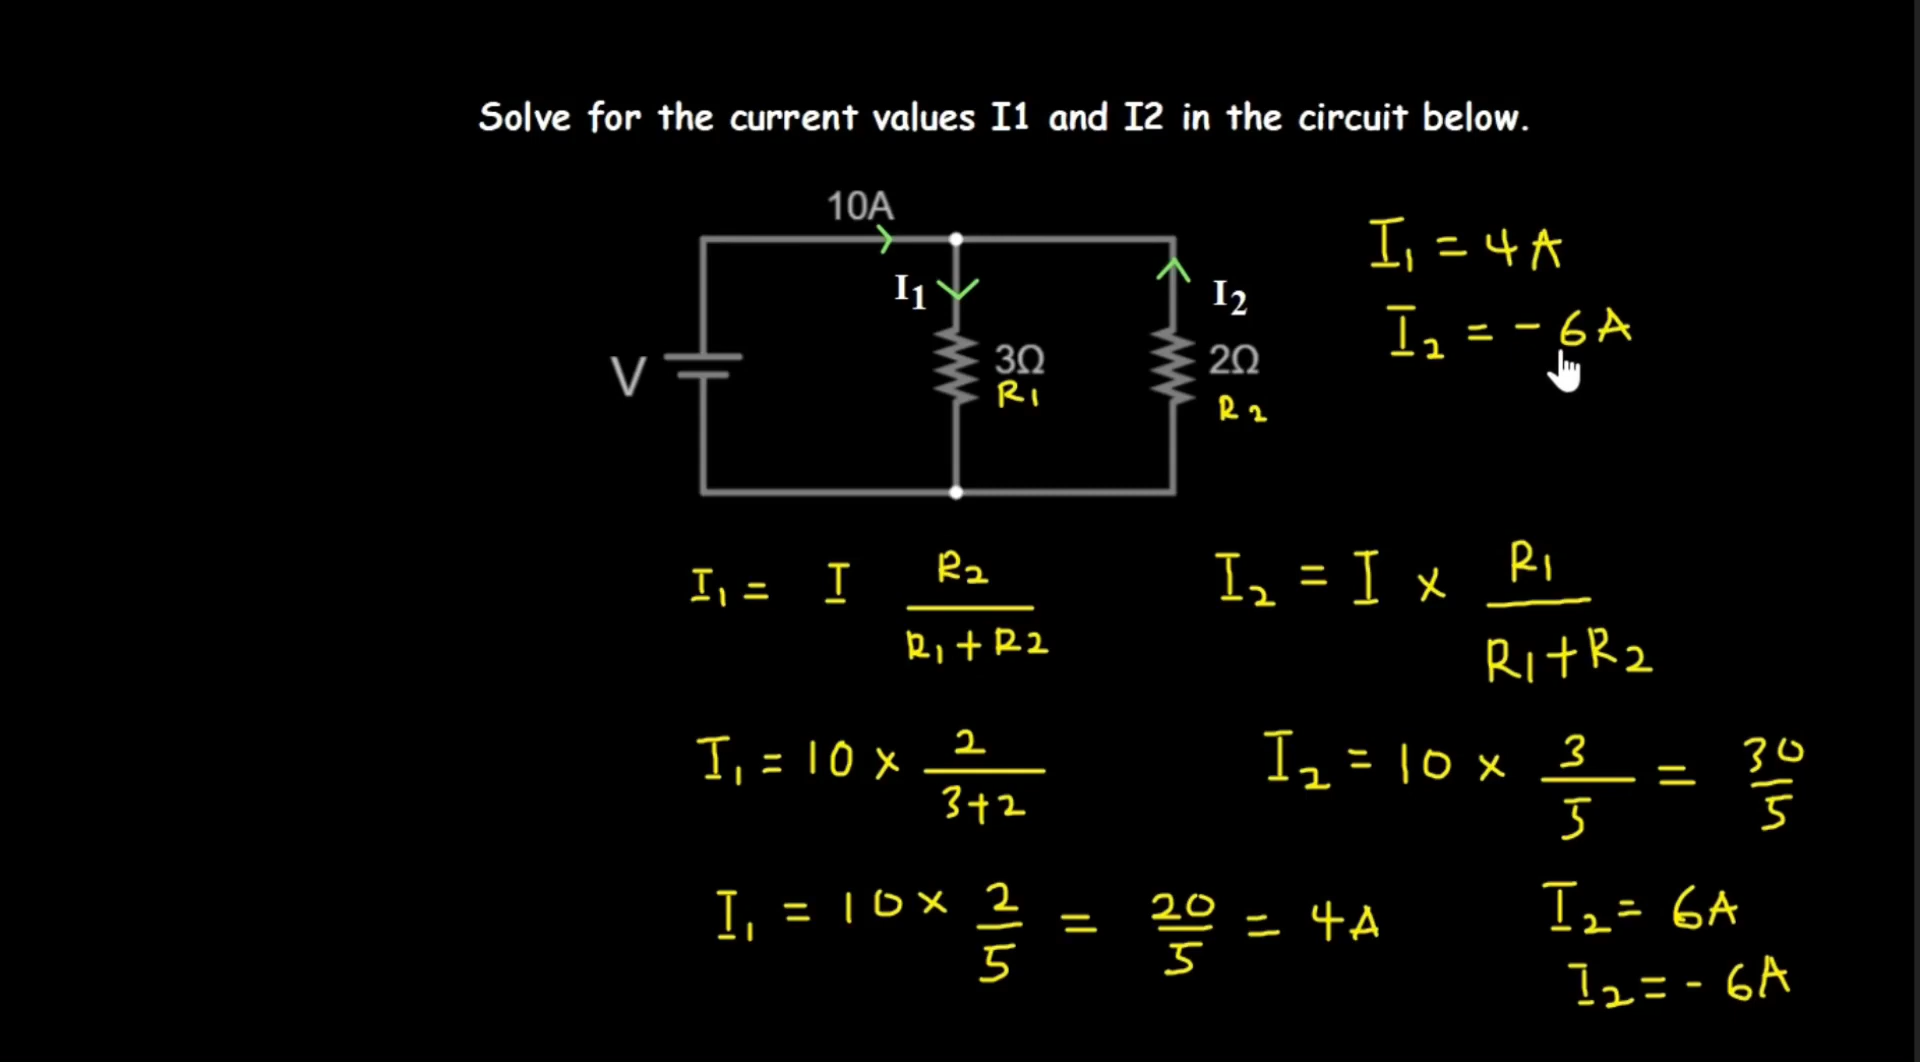 Solve for the current values I1 and I2 in the circuit below.
10A
I₁ = 4A
I₁
I₂
I₂ = -6A
V
3Ω
2Ω
R₁
R₂
I₁ = I R₂ / R₁ + R₂
I₂ = I × R₁ / R₁ + R₂
I₁ = 10 × 2 / 3+2
I₂ = 10 × 3 / 5 = 30 / 5
I₁ = 10 × 2 / 5 = 20 / 5 = 4A
I₂ = 6A
I₂ = -6A